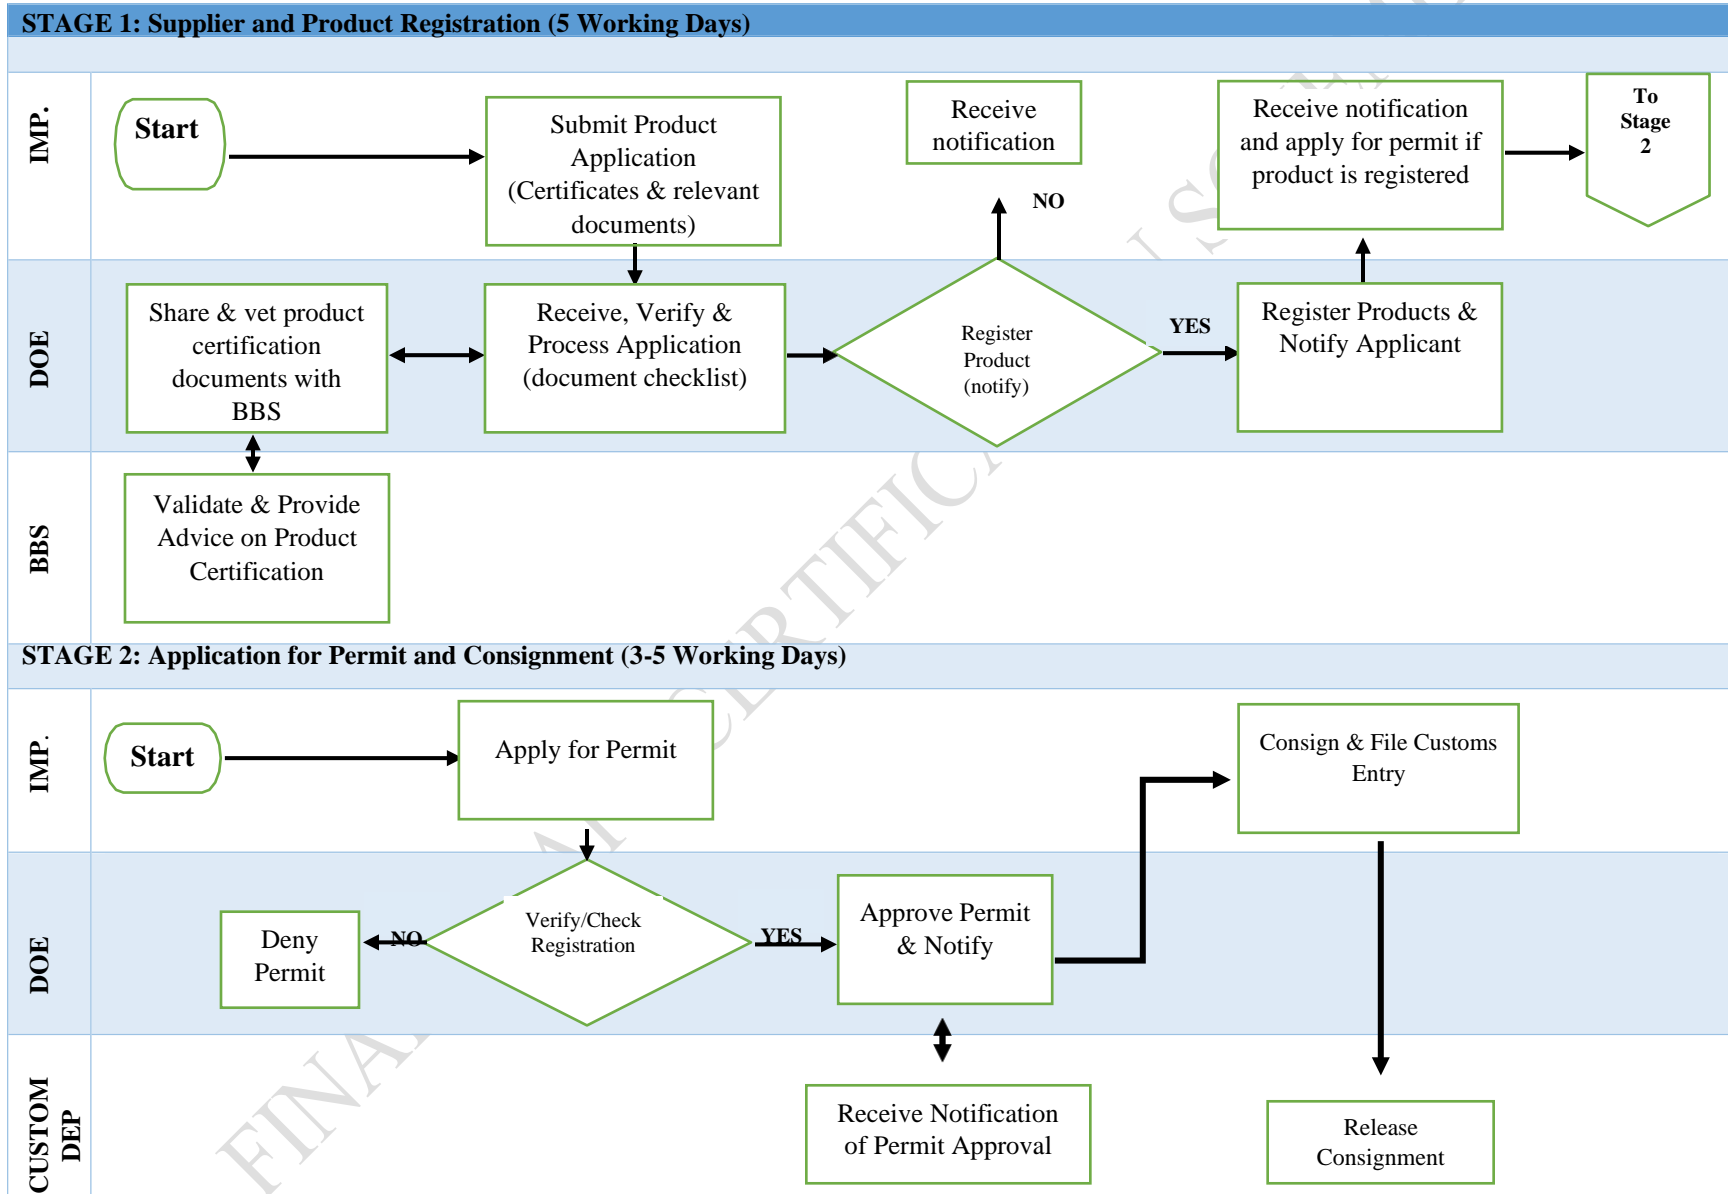 STAGE 1: Supplier and Product Registration (5 Working Days)
IMP.
Start
Submit Product
Application
(Certificates & relevant
documents)
Receive
notification
NO
Receive notification
and apply for permit if
product is registered
To
Stage
2
DOE
Share & vet product
certification
documents with
BBS
Receive, Verify &
Process Application
(document checklist)
Register
Product
(notify)
YES
Register Products &
Notify Applicant
BBS
Validate & Provide
Advice on Product
Certification
STAGE 2: Application for Permit and Consignment (3-5 Working Days)
IMP.
Start
Apply for Permit
Consign & File Customs
Entry
DOE
Deny
Permit
NO
Verify/Check
Registration
YES
Approve Permit
& Notify
CUSTOM
DEP
Receive Notification
of Permit Approval
Release
Consignment